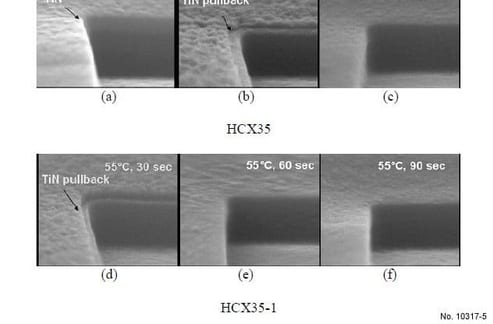 TiN pullback
(a) (b) (c)
HCX35
55°C, 30 sec 55°C, 60 sec 55°C, 90 sec
TiN pullback
(d) (e) (f)
HCX35-1
No. 10317-5